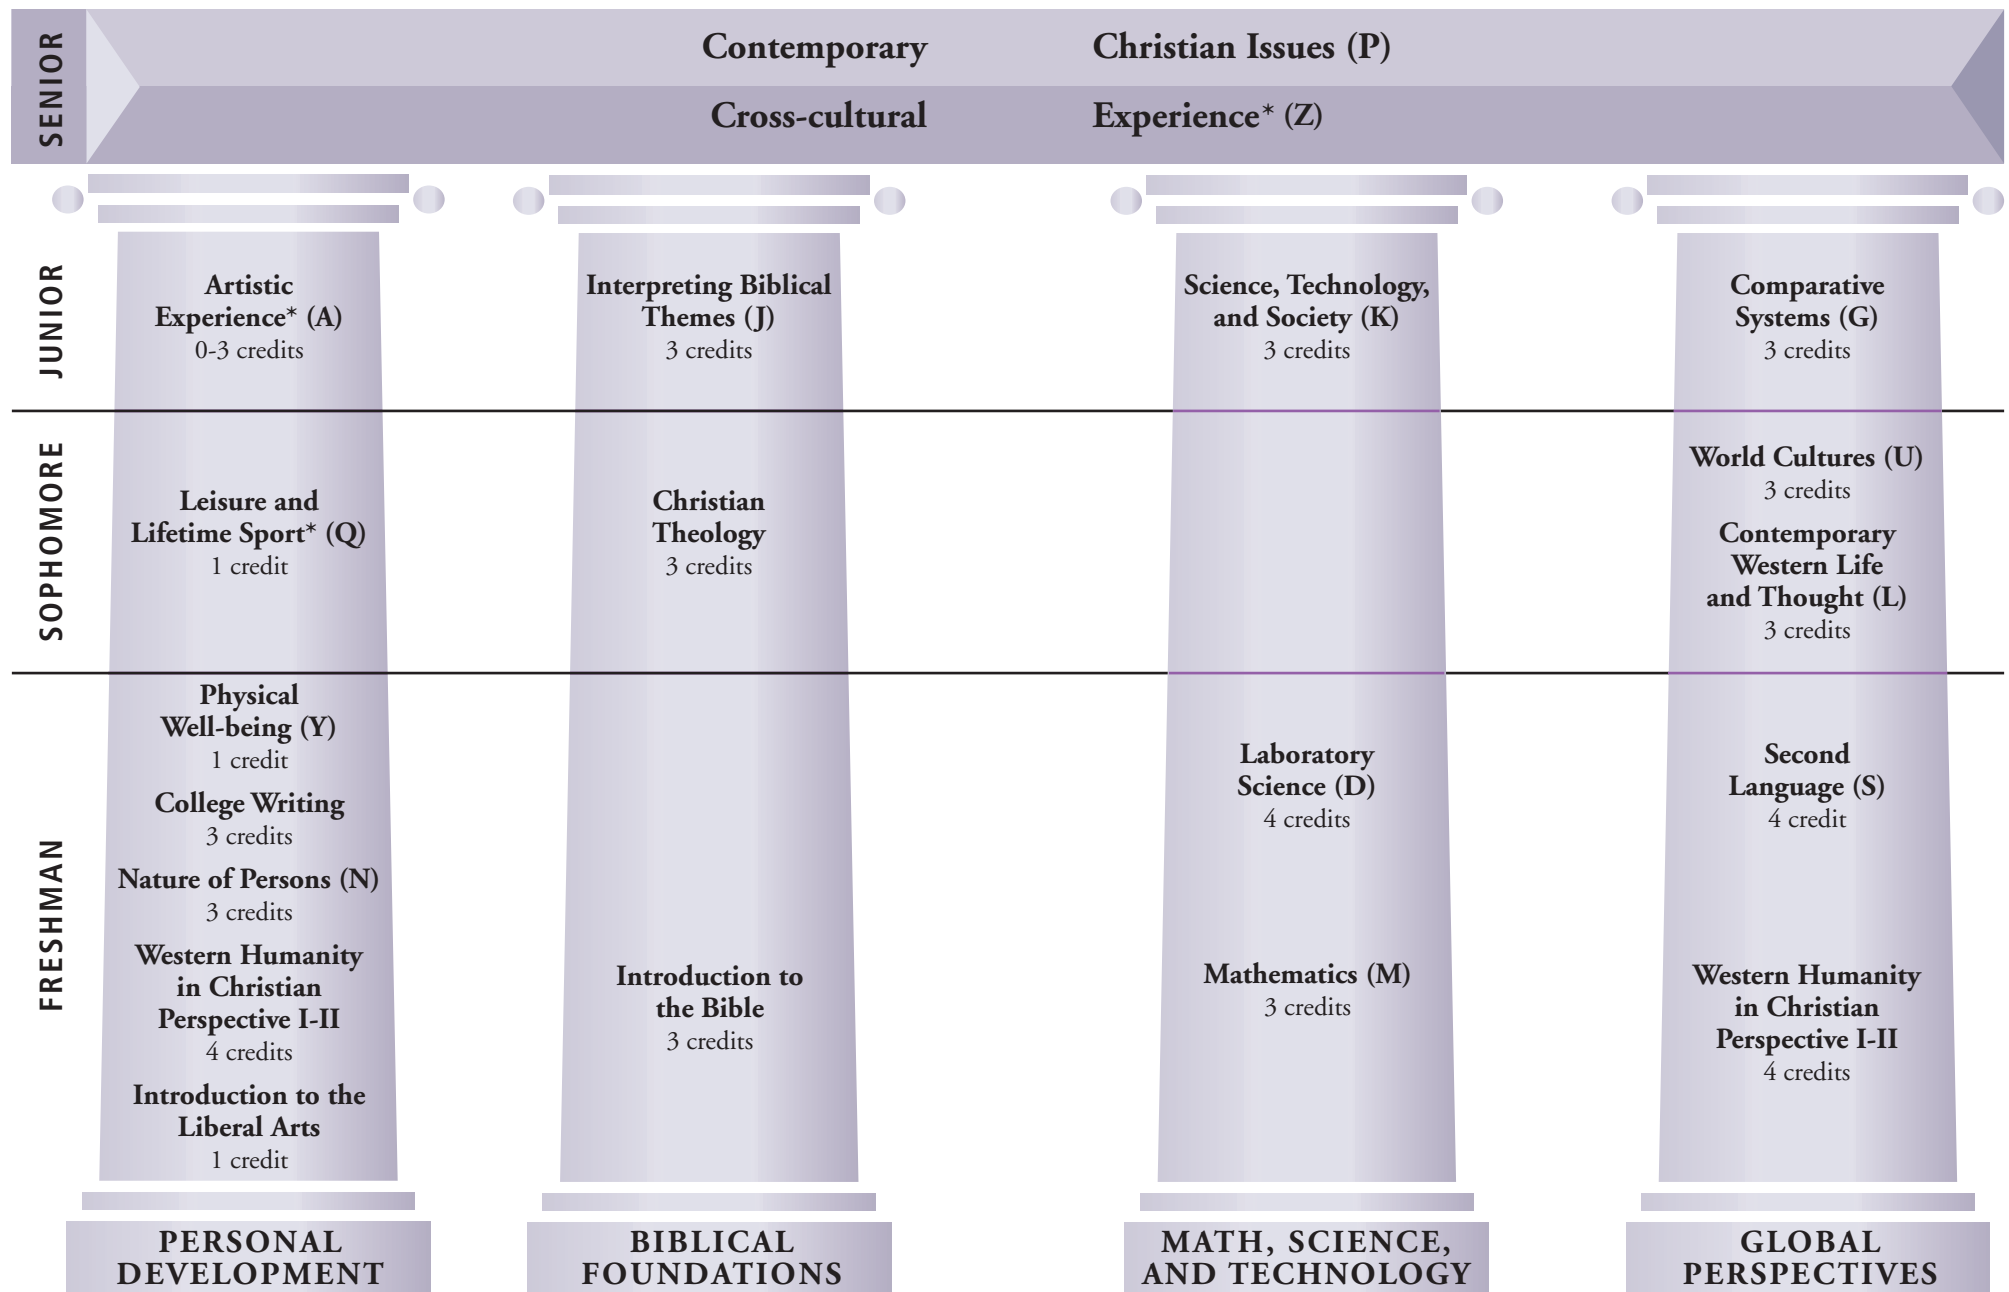 SENIOR
Contemporary Christian Issues (P)
Cross-cultural Experience* (Z)
JUNIOR
Artistic
Experience* (A)
0-3 credits
Interpreting Biblical
Themes (J)
3 credits
Science, Technology,
and Society (K)
3 credits
Comparative
Systems (G)
3 credits
SOPHOMORE
Leisure and
Lifetime Sport* (Q)
1 credit
Christian
Theology
3 credits
World Cultures (U)
3 credits
Contemporary
Western Life
and Thought (L)
3 credits
FRESHMAN
Physical
Well-being (Y)
1 credit
College Writing
3 credits
Nature of Persons (N)
3 credits
Western Humanity
in Christian
Perspective I-II
4 credits
Introduction to the
Liberal Arts
1 credit
Introduction to
the Bible
3 credits
Laboratory
Science (D)
4 credits
Mathematics (M)
3 credits
Second
Language (S)
4 credit
Western Humanity
in Christian
Perspective I-II
4 credits
PERSONAL
DEVELOPMENT
BIBLICAL
FOUNDATIONS
MATH, SCIENCE,
AND TECHNOLOGY
GLOBAL
PERSPECTIVES